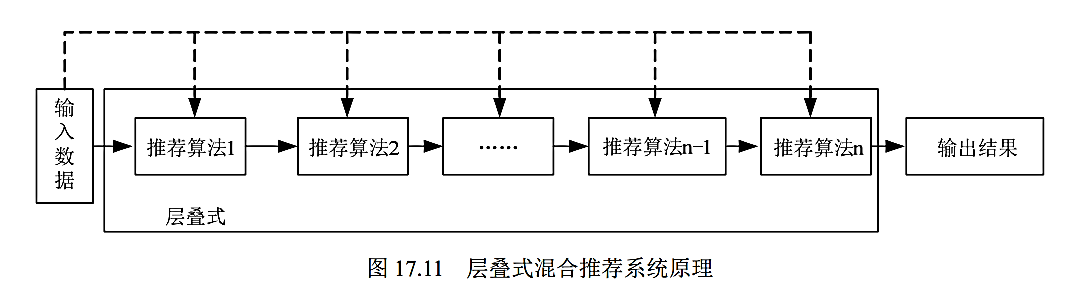 输入数据
推荐算法1
推荐算法2
……
推荐算法n-1
推荐算法n
输出结果
层叠式
图 17.11 层叠式混合推荐系统原理